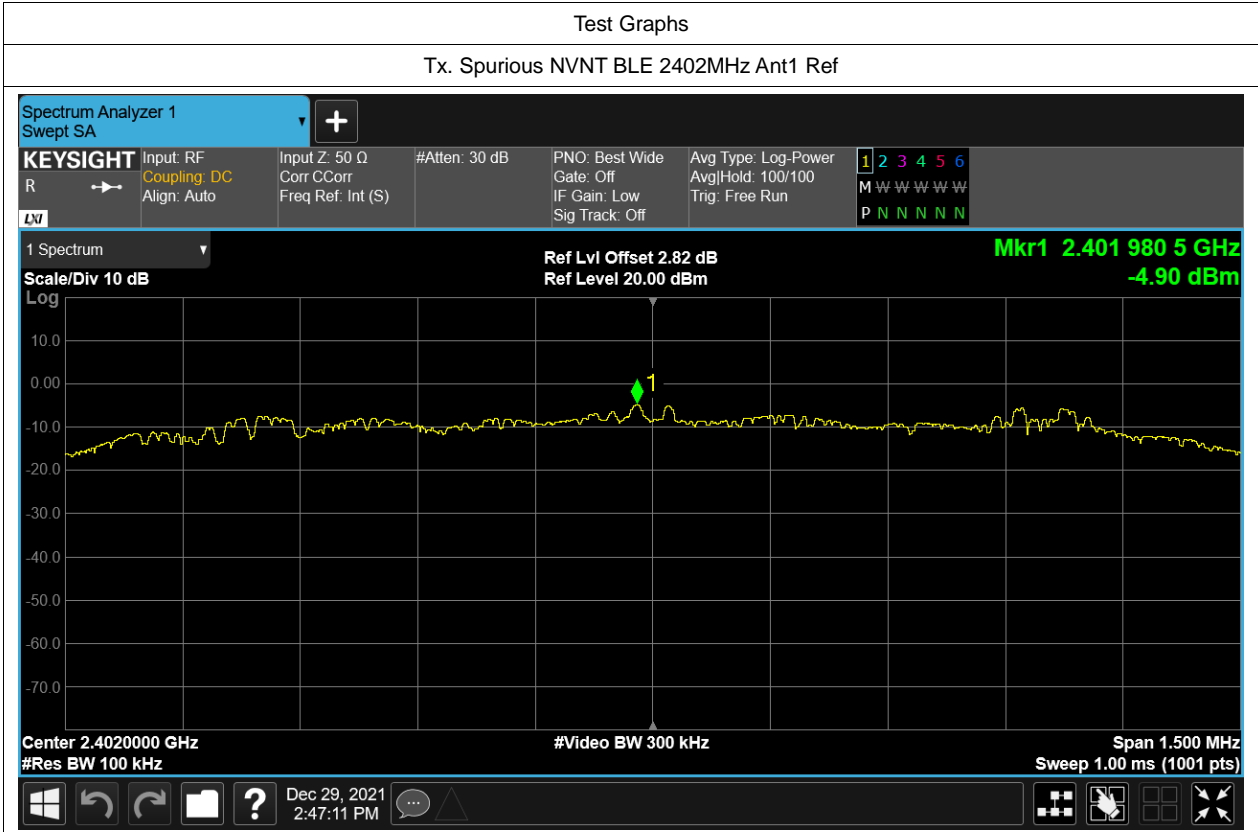 Test Graphs
Tx. Spurious NVNT BLE 2402MHz Ant1 Ref
Spectrum Analyzer 1
Swept SA
KEYSIGHT
R
LXI
Input: RF
Coupling: DC
Align: Auto
Input Z: 50 Ω
Corr CCorr
Freq Ref: Int (S)
#Atten: 30 dB
PNO: Best Wide
Gate: Off
IF Gain: Low
Sig Track: Off
Avg Type: Log-Power
Avg|Hold: 100/100
Trig: Free Run
1 2 3 4 5 6
M W W W W W
P N N N N N
1 Spectrum
Scale/Div 10 dB
Log
Ref Lvl Offset 2.82 dB
Ref Level 20.00 dBm
Mkr1 2.401 980 5 GHz
-4.90 dBm
10.0
0.00
-10.0
-20.0
-30.0
-40.0
-50.0
-60.0
-70.0
1
Center 2.4020000 GHz
#Res BW 100 kHz
#Video BW 300 kHz
Span 1.500 MHz
Sweep 1.00 ms (1001 pts)
?
Dec 29, 2021
2:47:11 PM